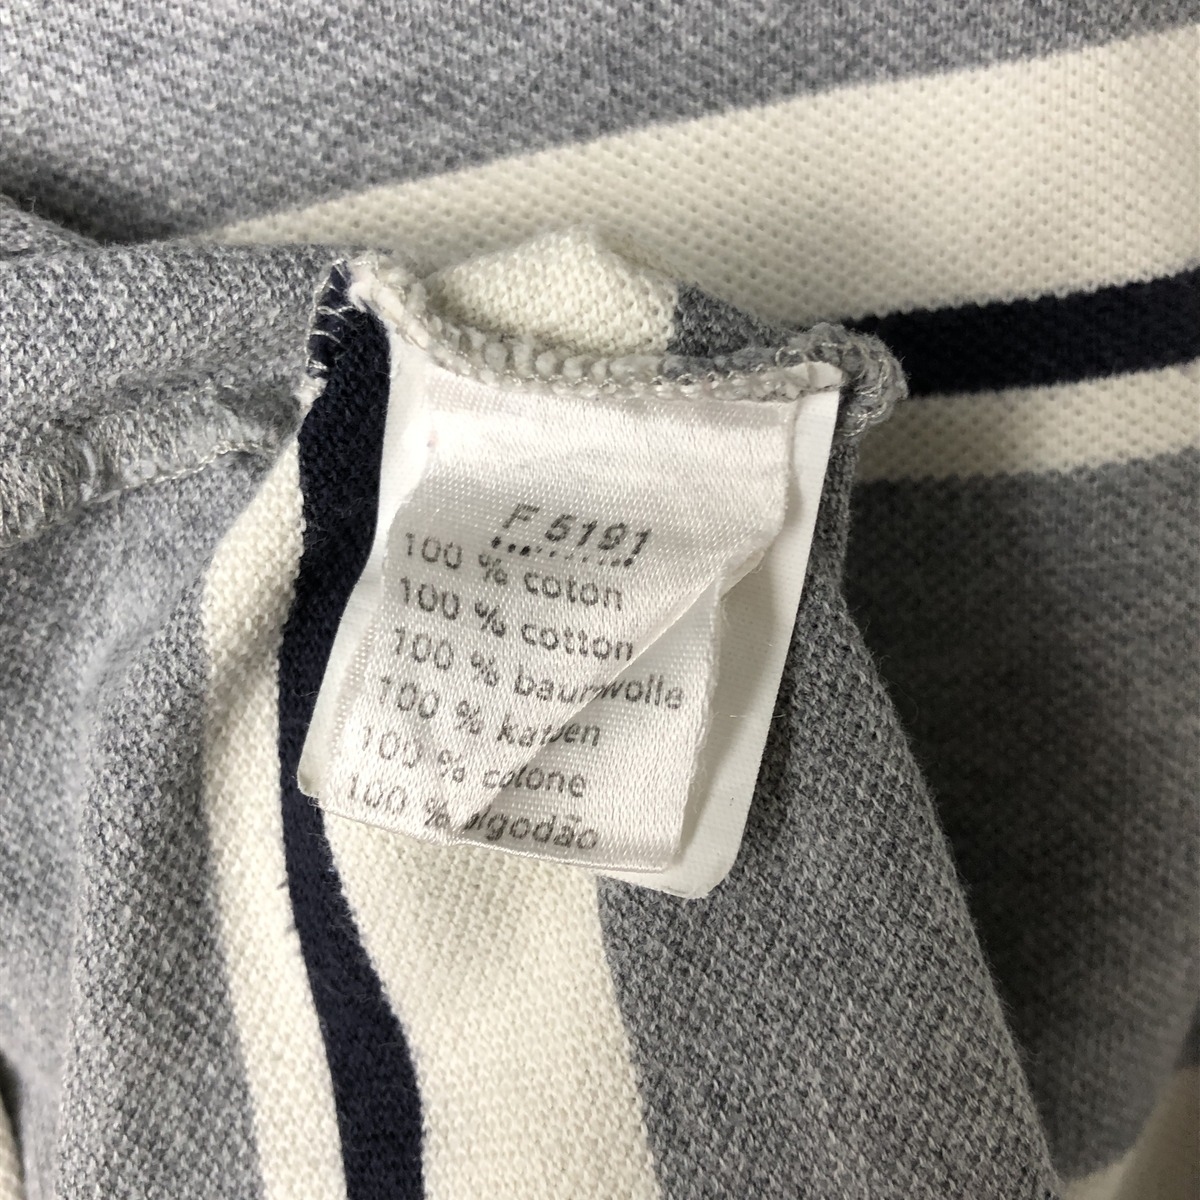 F 5191
100 % coton
100 % cotton
100 % baumwolle
100 % katoen
100 % cotone
100 % algodão